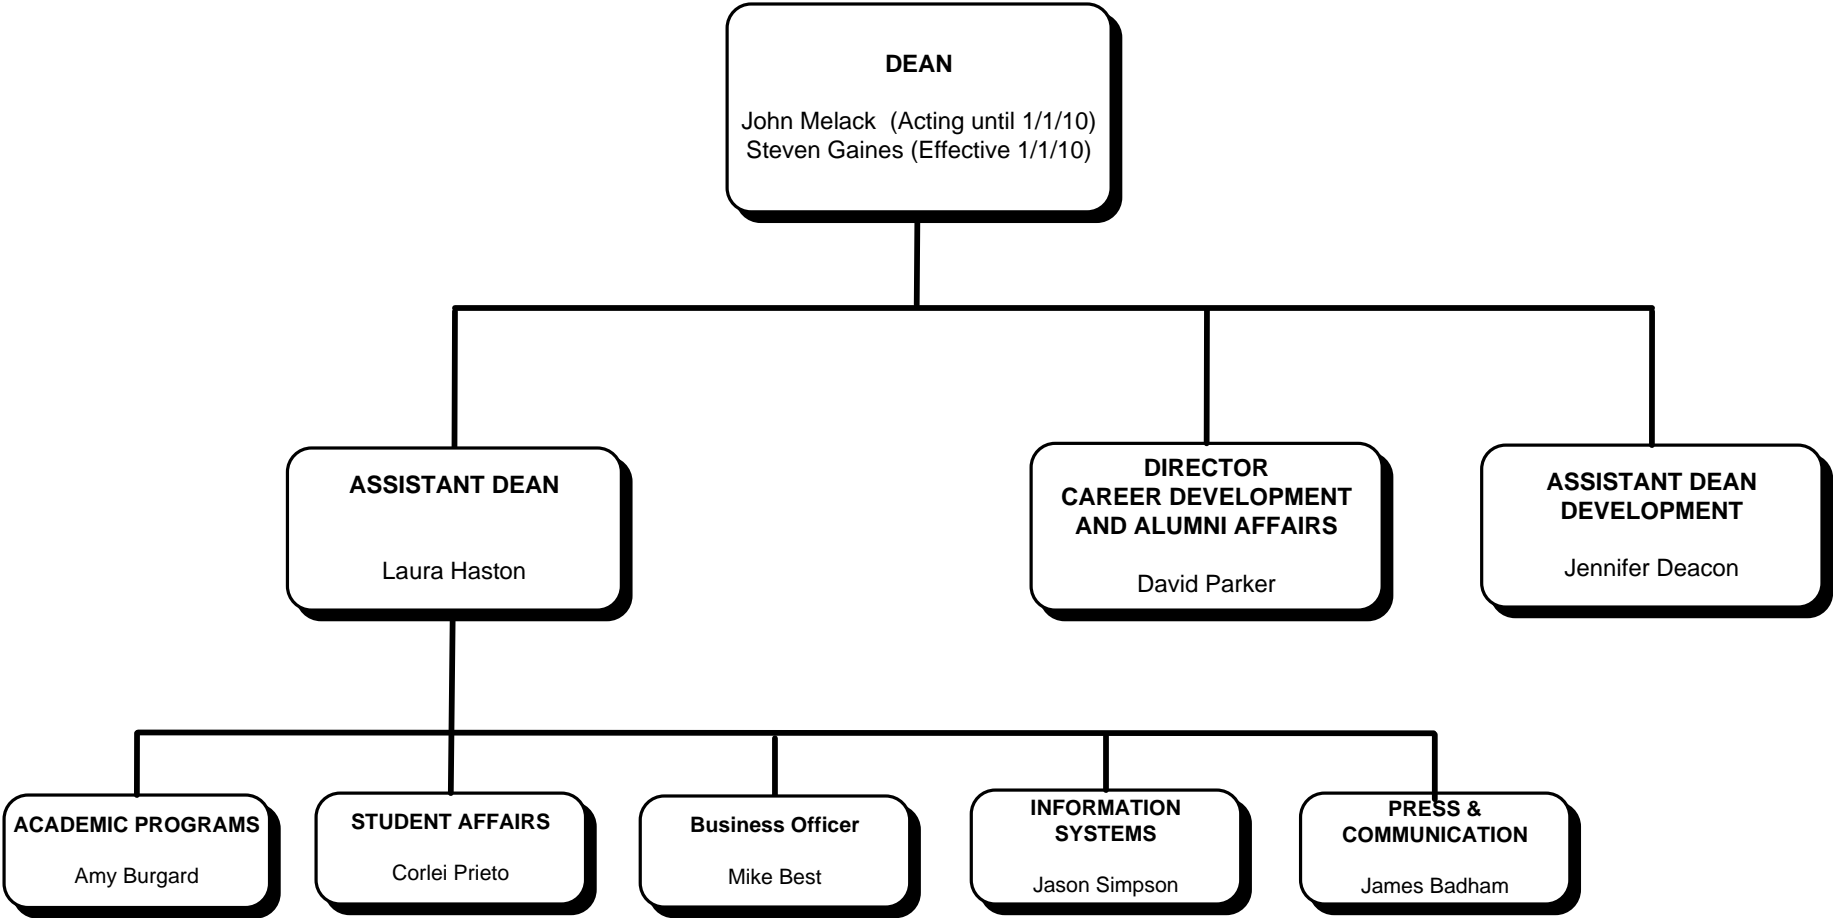 DEAN
John Melack  (Acting until 1/1/10)
Steven Gaines (Effective 1/1/10)
ASSISTANT DEAN
Laura Haston
DIRECTOR
CAREER DEVELOPMENT
AND ALUMNI AFFAIRS
David Parker
ASSISTANT DEAN
DEVELOPMENT
Jennifer Deacon
ACADEMIC PROGRAMS
Amy Burgard
STUDENT AFFAIRS
Corlei Prieto
Business Officer
Mike Best
INFORMATION
SYSTEMS
Jason Simpson
PRESS &
COMMUNICATION
James Badham